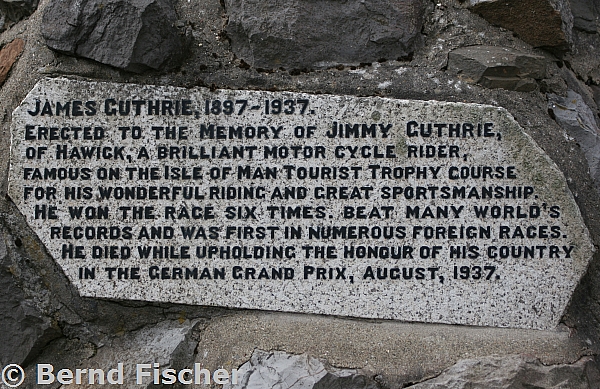 JAMES GUTHRIE, 1897-1937.
ERECTED TO THE MEMORY OF JIMMY GUTHRIE,
OF HAWICK, A BRILLIANT MOTOR CYCLE RIDER,
FAMOUS ON THE ISLE OF MAN TOURIST TROPHY COURSE
FOR HIS WONDERFUL RIDING AND GREAT SPORTSMANSHIP.
HE WON THE RACE SIX TIMES. BEAT MANY WORLD'S
RECORDS AND WAS FIRST IN NUMEROUS FOREIGN RACES.
HE DIED WHILE UPHOLDING THE HONOUR OF HIS COUNTRY
IN THE GERMAN GRAND PRIX, AUGUST, 1937.
© Bernd Fischer